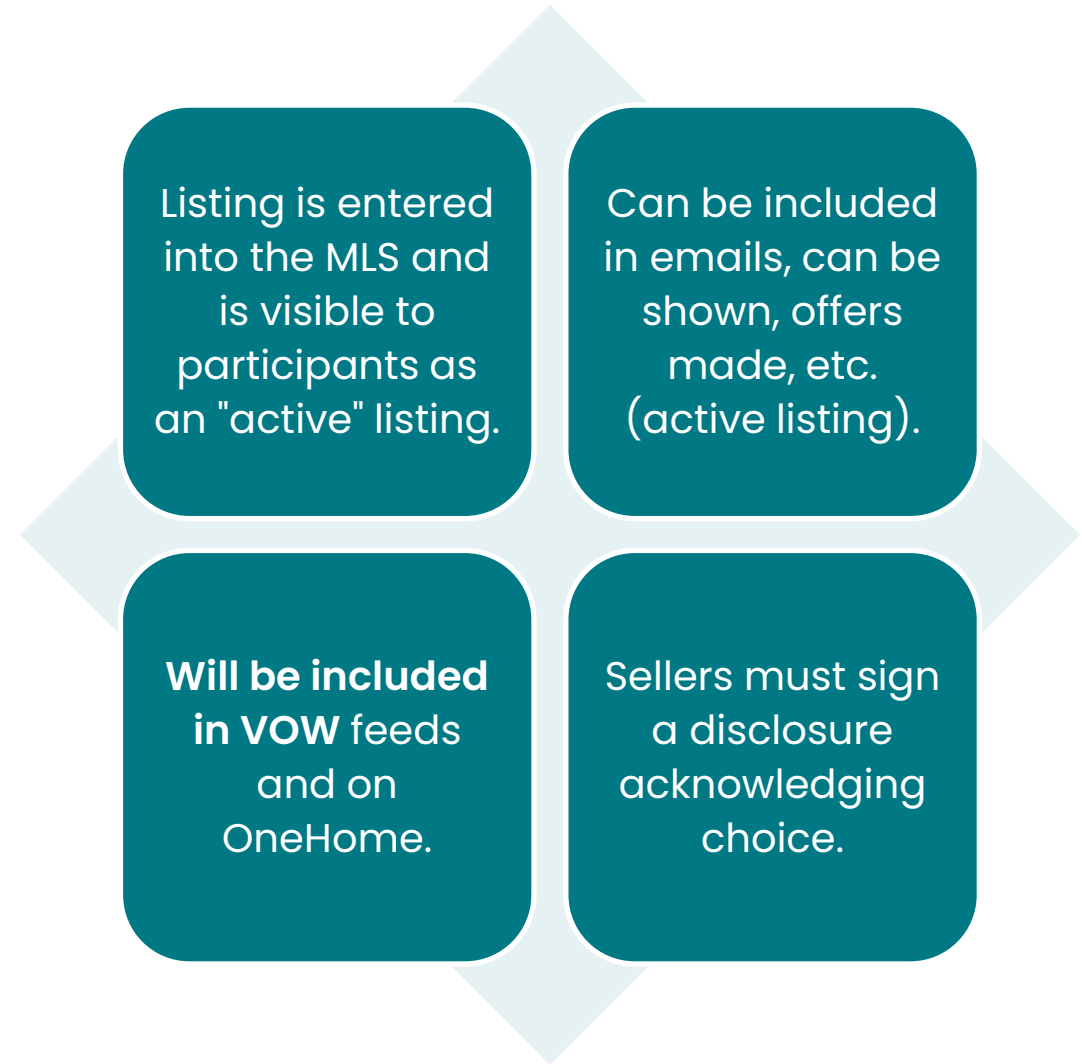 Listing is entered
into the MLS and
is visible to
participants as
an "active" listing.
Can be included
in emails, can be
shown, offers
made, etc.
(active listing).
Will be included
in VOW feeds
and on
OneHome.
Sellers must sign
a disclosure
acknowledging
choice.